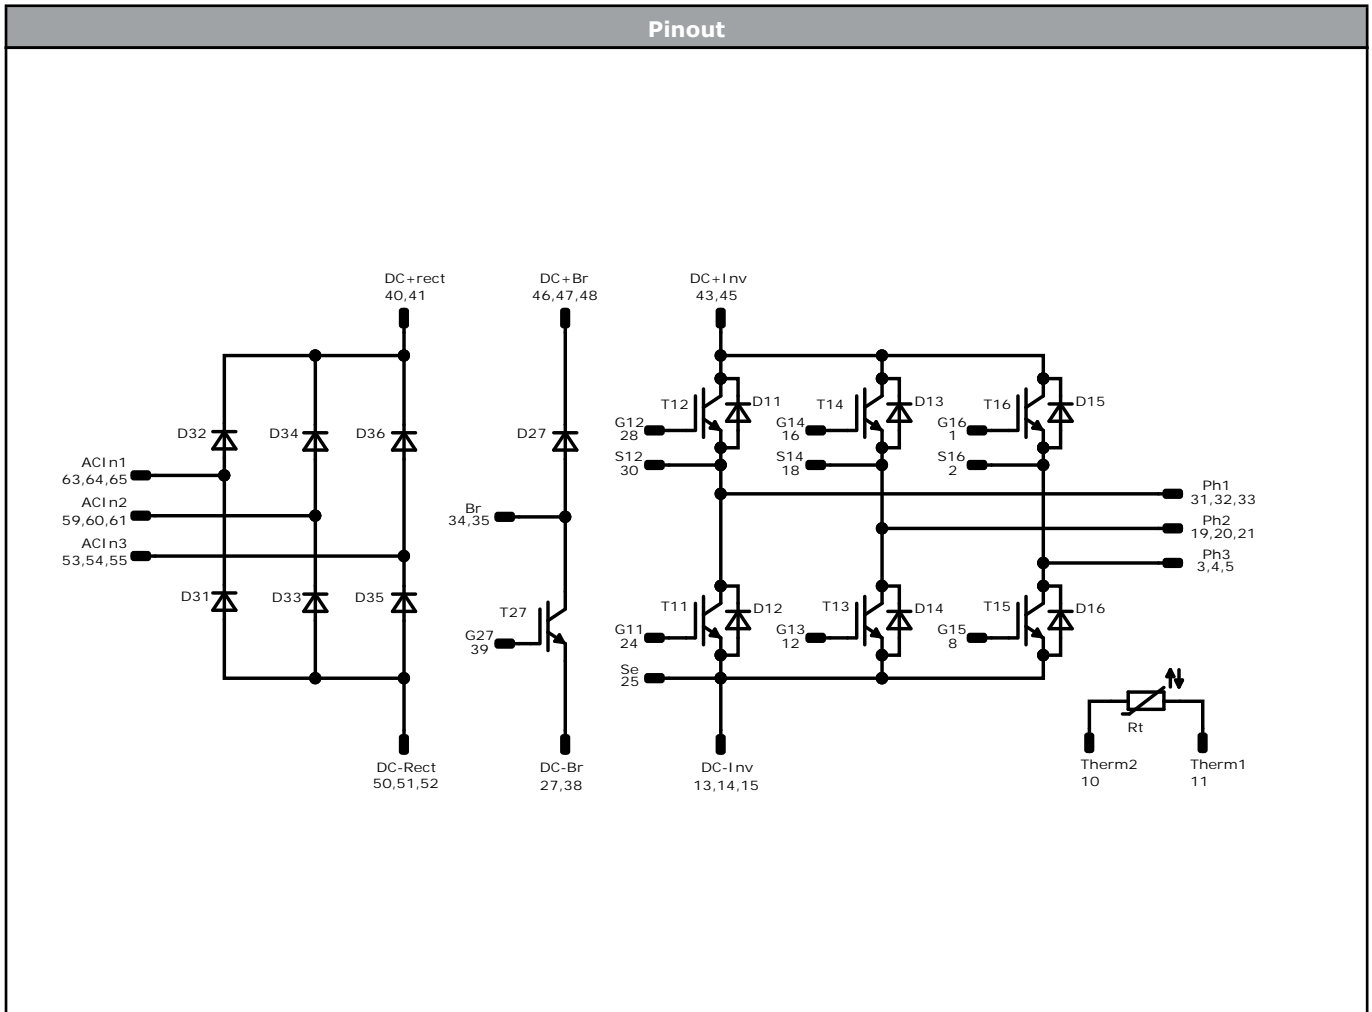 Pinout
DC+rect
40,41
DC+Br
46,47,48
DC+Inv
43,45
D32
D34
D36
D27
T12
D11
T14
D13
T16
D15
G12
28
G14
16
G16
1
S12
30
S14
18
S16
2
ACIn1
63,64,65
ACIn2
59,60,61
ACIn3
53,54,55
Br
34,35
Ph1
31,32,33
Ph2
19,20,21
Ph3
3,4,5
D31
D33
D35
T27
G27
39
T11
D12
T13
D14
T15
D16
G11
24
G13
12
G15
8
Se
25
Rt
DC-Rect
50,51,52
DC-Br
27,38
DC-Inv
13,14,15
Therm2
10
Therm1
11